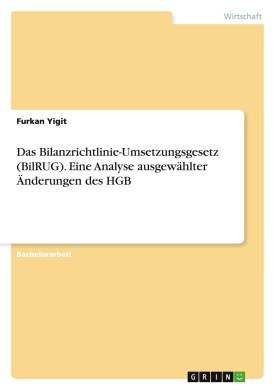 Wirtschaft
Furkan Yigit
Das Bilanzrichtlinie-Umsetzungsgesetz
(BilRUG). Eine Analyse ausgewählter
Änderungen des HGB
Bachelorarbeit
GRIN